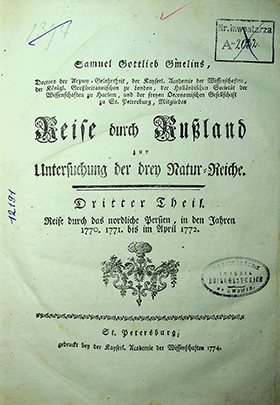 Nr. inwentarza
Samuel Gottlieb Gmelins,
Doctors der Arzney-Gelahrtheit, der Kayserl. Academie der Wissenschaften,
der Königl. Großbritannischen zu London, der Holländischen Societät der
Wissenschaften zu Harlem, und der freyen Oeconomischen Gesellschaft
zu St. Petersburg, Mitgliedes
Reise durch Rußland
zur
Untersuchung der drey Natur-Reiche.
Dritter Theil.
Reise durch das nordliche Persien, in den Jahren
1770. 1771. bis im April 1772.
12191
St. Petersburg,
gedruckt bey der Kayserl. Academie der Wissenschaften 1774.